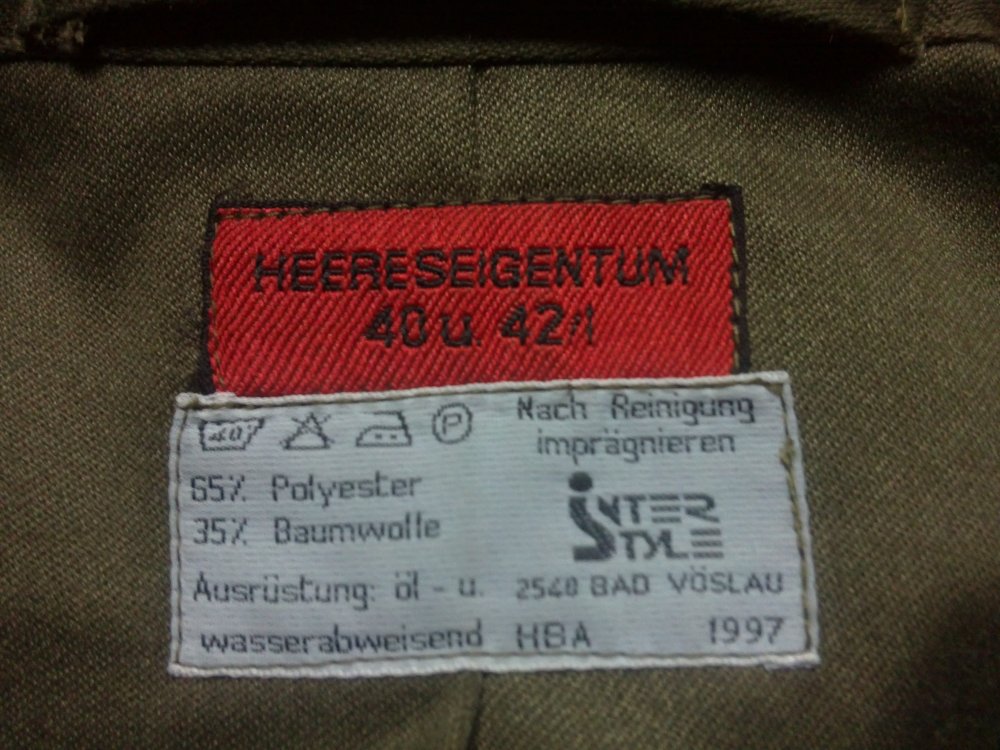 HEERESEIGENTUM
40 u. 42/I
40 P
Nach Reinigung
imprägnieren
65% Polyester
35% Baumwolle
INTER
STYLE
Ausrüstung: öl - u.
wasserabweisend
2540 BAD VÖSLAU
HBA 1997